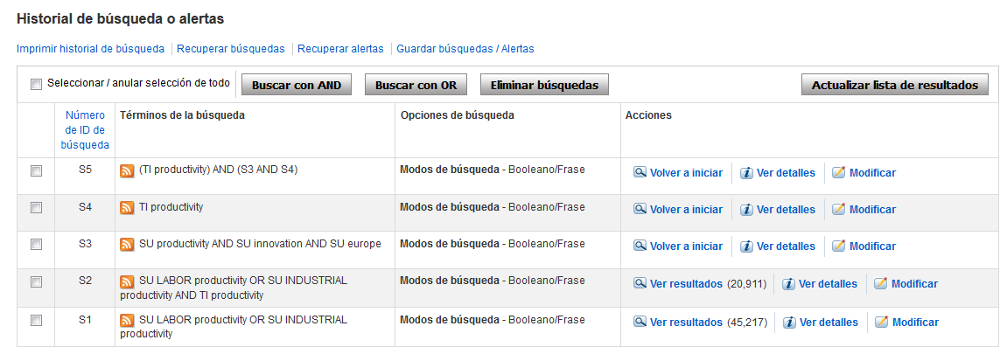 Historial de búsqueda o alertas
Imprimir historial de búsqueda Recuperar búsquedas Recuperar alertas Guardar búsquedas / Alertas
Seleccionar / anular selección de todo Buscar con AND Buscar con OR Eliminar búsquedas Actualizar lista de resultados
Número de ID de búsqueda Términos de la búsqueda Opciones de búsqueda Acciones
S5 (TI productivity) AND (S3 AND S4) Modos de búsqueda - Booleano/Frase Volver a iniciar Ver detalles Modificar
S4 TI productivity Modos de búsqueda - Booleano/Frase Volver a iniciar Ver detalles Modificar
S3 SU productivity AND SU innovation AND SU europe Modos de búsqueda - Booleano/Frase Volver a iniciar Ver detalles Modificar
S2 SU LABOR productivity OR SU INDUSTRIAL Modos de búsqueda - Booleano/Frase Ver resultados (20,911) Ver detalles Modificar
productivity AND TI productivity
S1 SU LABOR productivity OR SU INDUSTRIAL Modos de búsqueda - Booleano/Frase Ver resultados (45,217) Ver detalles Modificar
productivity